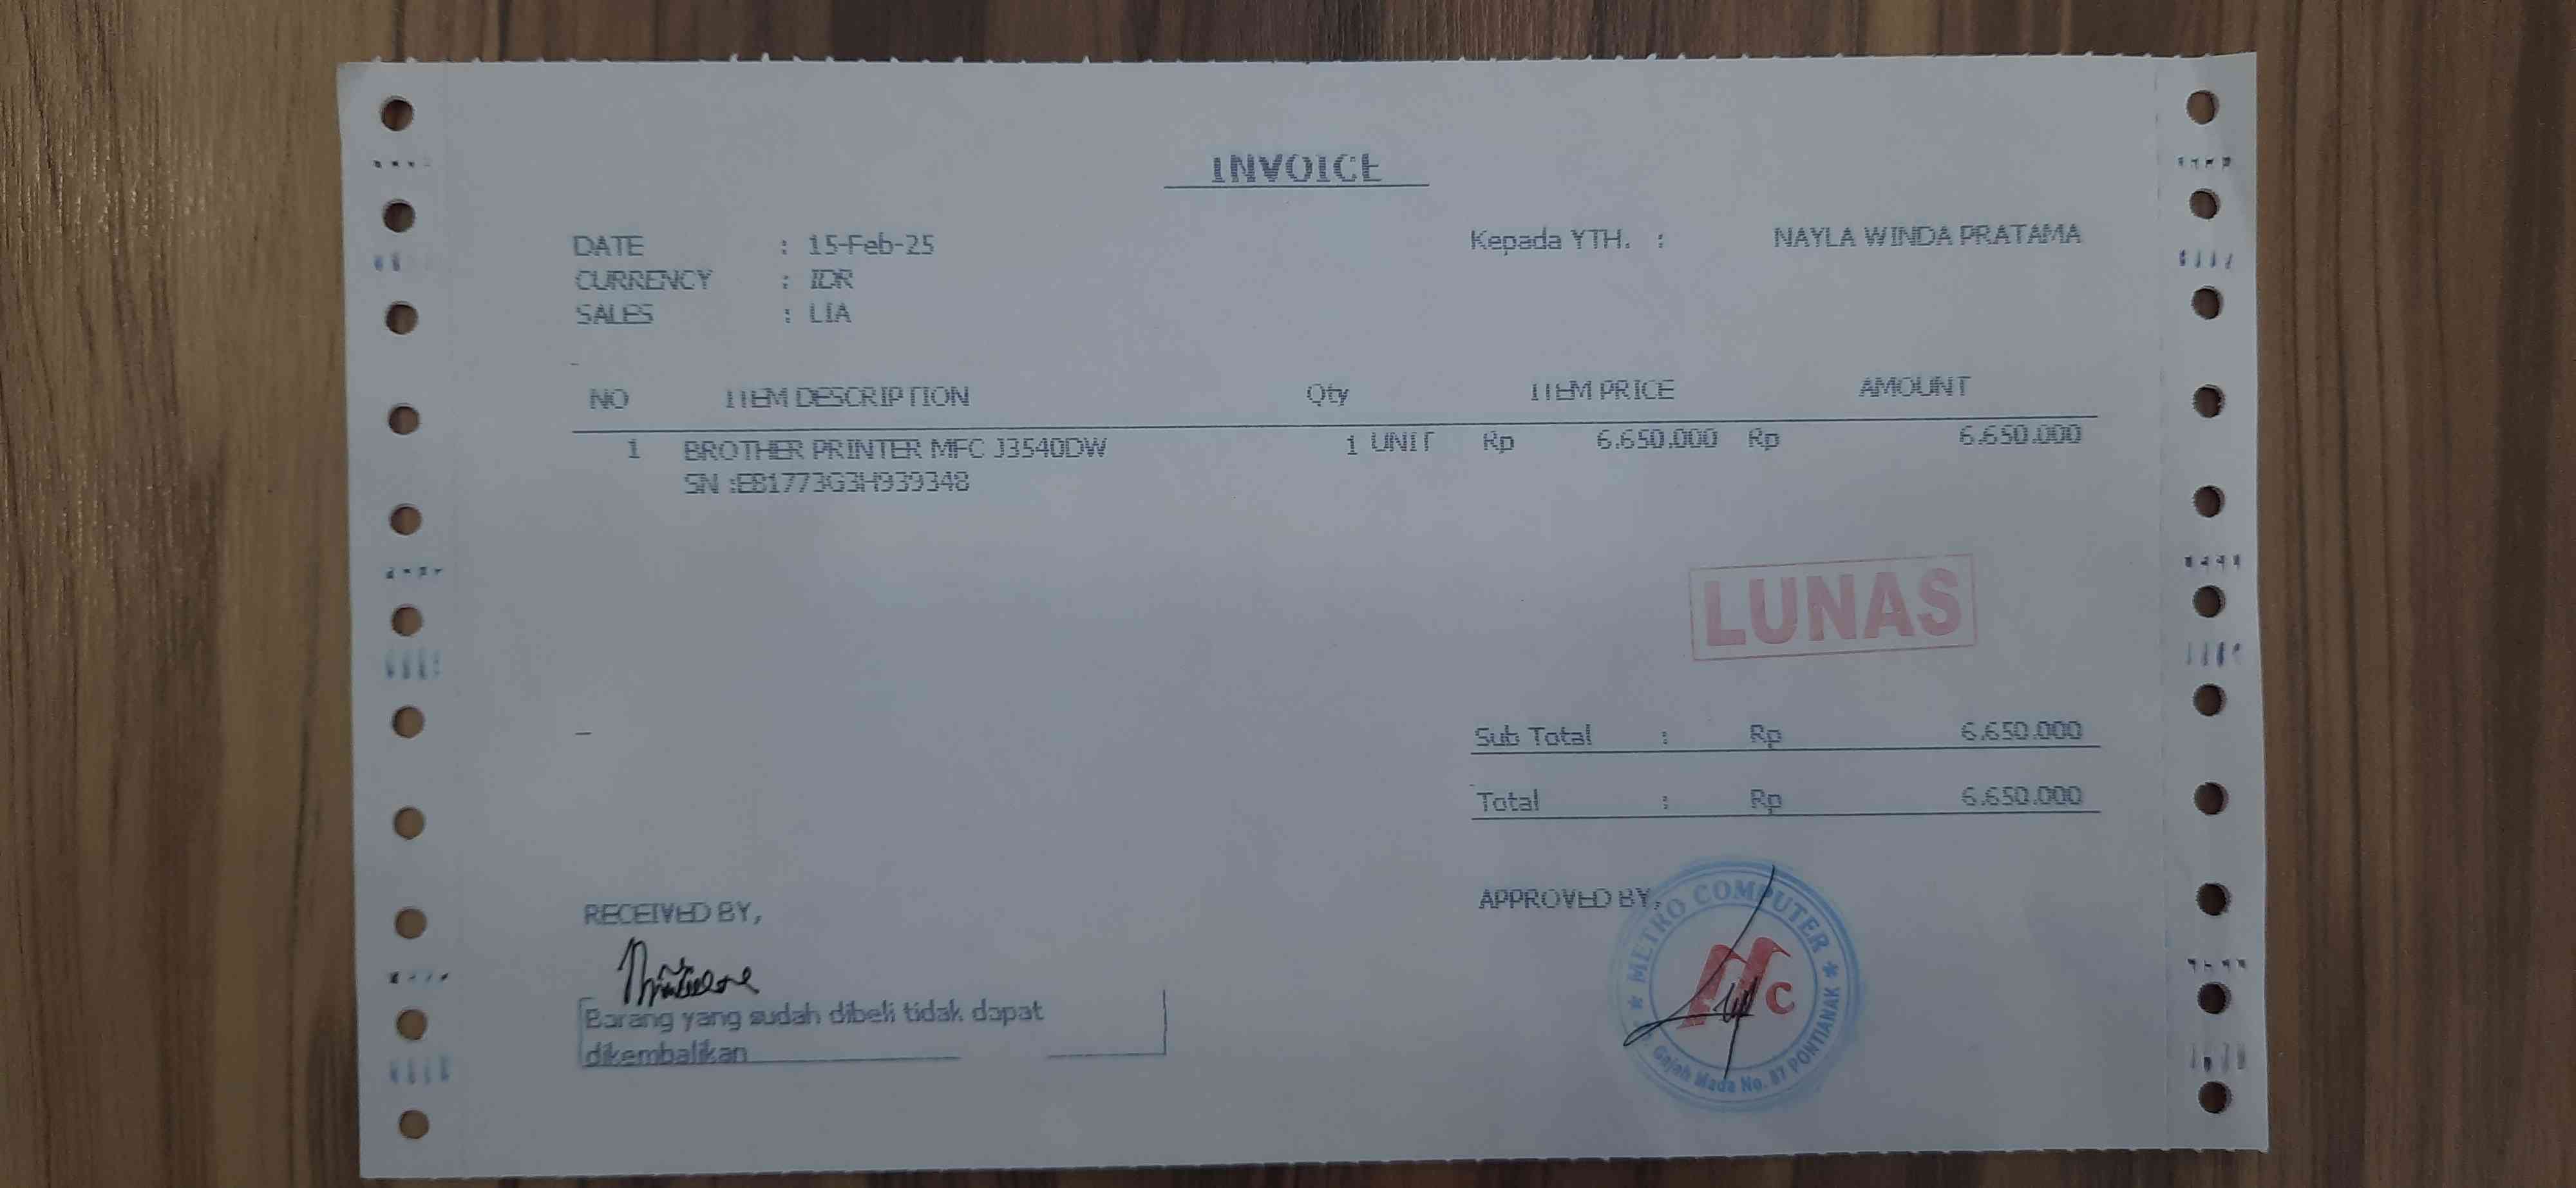 INVOICE
DATE : 15-Feb-25
Kepada YTH. : NAYLA WINDA PRATAMA
CURRENCY : IDR
SALES : LIA
NO ITEM DESCRIPTION Qty ITEM PRICE AMOUNT
1 BROTHER PRINTER MFC J3540DW 1 UNIT Rp 6.650.000 Rp 6.650.000
SN :E81773G3H939348
LUNAS
Sub Total : Rp 6.650.000
Total : Rp 6.650.000
RECEIVED BY,
APPROVED BY,
METRO COMPUTER
MC
Gajah Mada No. 87 PONTIANAK
Barang yang sudah dibeli tidak dapat
dikembalikan